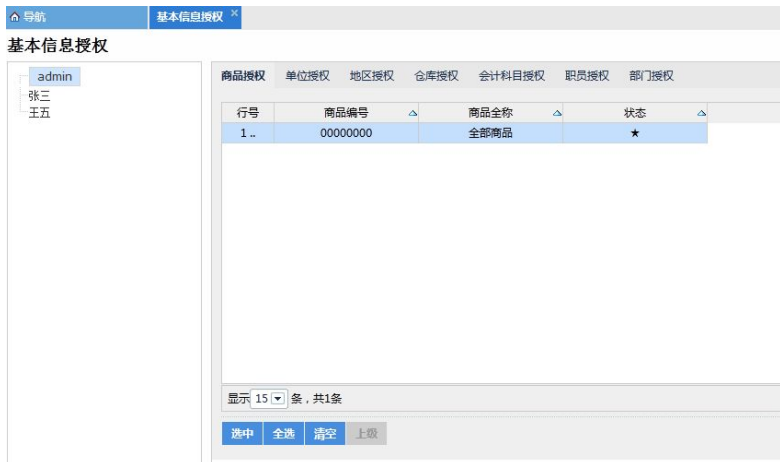 导航 基本信息授权 ×
基本信息授权
admin
张三
王五
商品授权 单位授权 地区授权 仓库授权 会计科目授权 职员授权 部门授权
行号 商品编号 商品全称 状态
1 .. 00000000 全部商品 ★
显示 15 条，共1条
选中 全选 清空 上级